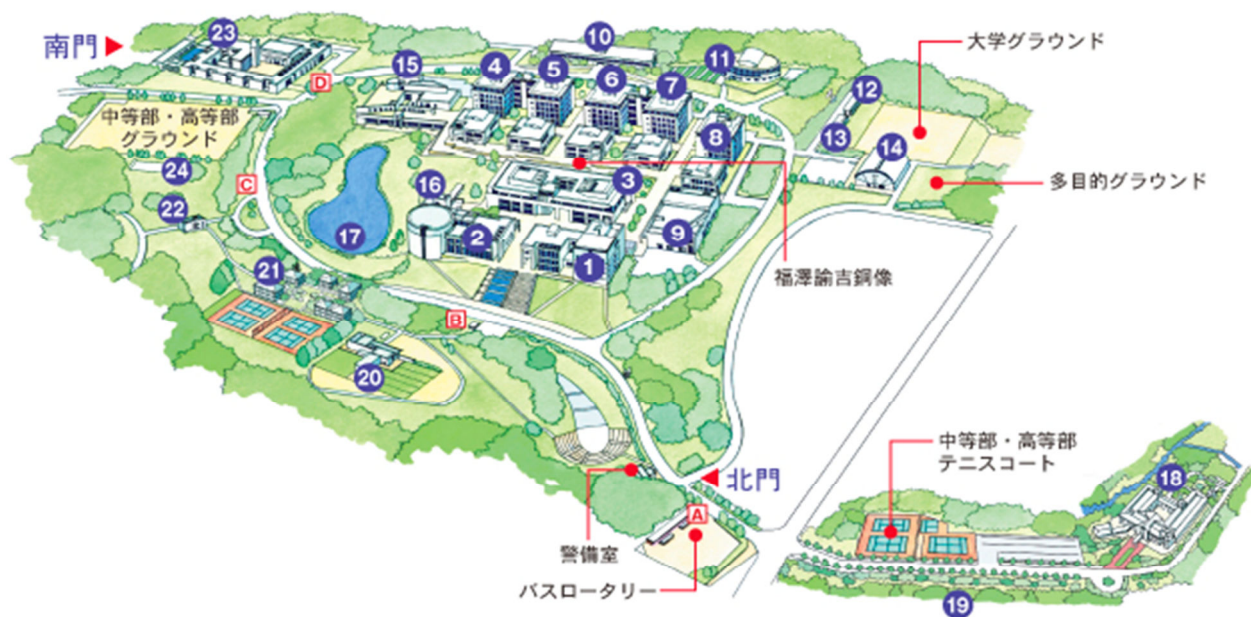 10
大学グラウンド
23
南門
11
4
5
15
6
7
12
D
中等部・高等部
グラウンド
8
13
14
24
C
16
3
多目的グラウンド
22
17
2
9
1
福澤諭吉銅像
21
B
20
中等部・高等部
テニスコート
北門
18
A
警備室
バスロータリー
19